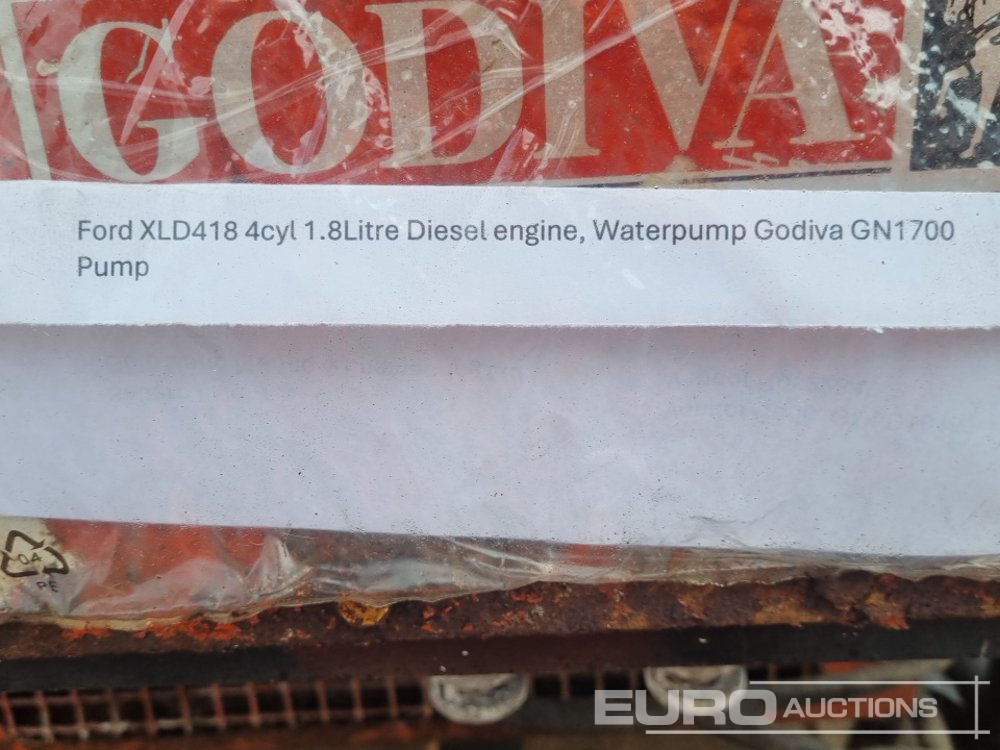 GODIVA
Ford XLD418 4cyl 1.8Litre Diesel engine, Waterpump Godiva GN1700
Pump
04
PE
EURO AUCTIONS